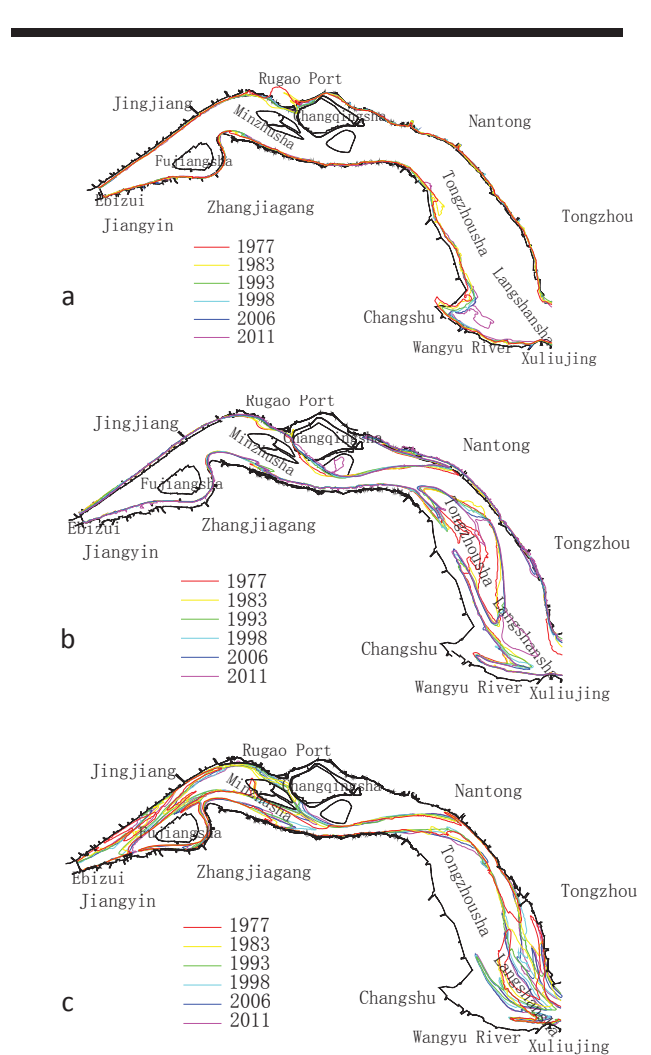 Rugao Port
Jingjiang
Minzhusha
Changqingsha
Nantong
Fujiangsha
Ebizui
Jiangyin
Zhangjiagang
Tongzhousha
Tongzhou
1977
1983
1993
1998
2006
2011
a
Langshansha
Changshu
Wangyu River
Xuliujing
Rugao Port
Jingjiang
Minzhusha
Changqingsha
Nantong
Fujiangsha
Ebizui
Jiangyin
Zhangjiagang
Tongzhousha
Tongzhou
1977
1983
1993
1998
2006
2011
b
Langshansha
Changshu
Wangyu River
Xuliujing
Rugao Port
Jingjiang
Minzhusha
Changqingsha
Nantong
Fujiangsha
Ebizui
Jiangyin
Zhangjiagang
Tongzhousha
Tongzhou
1977
1983
1993
1998
2006
2011
c
Langshansha
Changshu
Wangyu River
Xuliujing